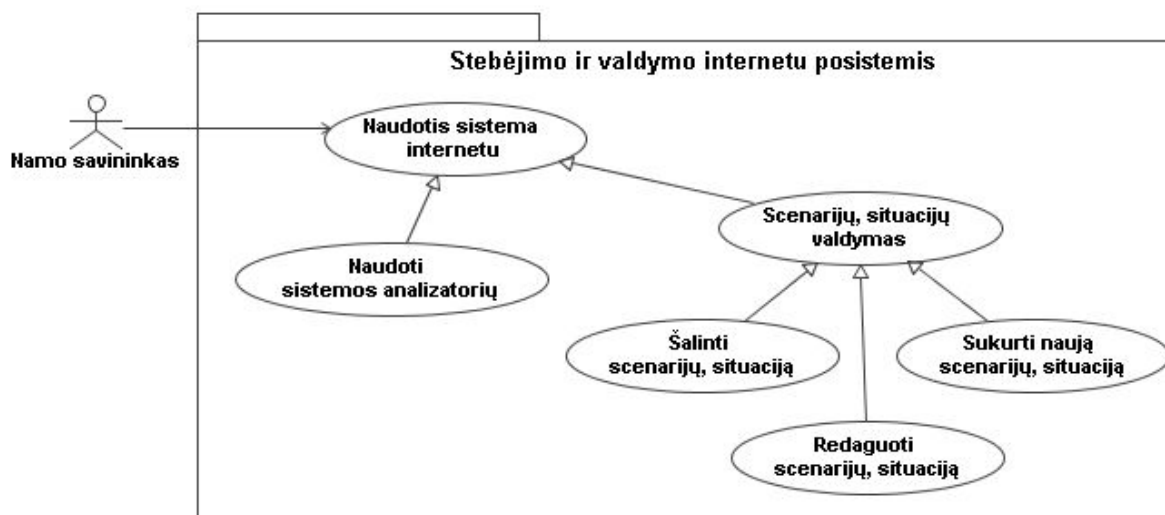 Stebėjimo ir valdymo internetu posistemis
Namo savininkas
Naudotis sistema
internetu
Scenarijų, situacijų
valdymas
Naudoti
sistemos analizatorių
Šalinti
scenarijų, situaciją
Sukurti naują
scenarijų, situaciją
Redaguoti
scenarijų, situaciją